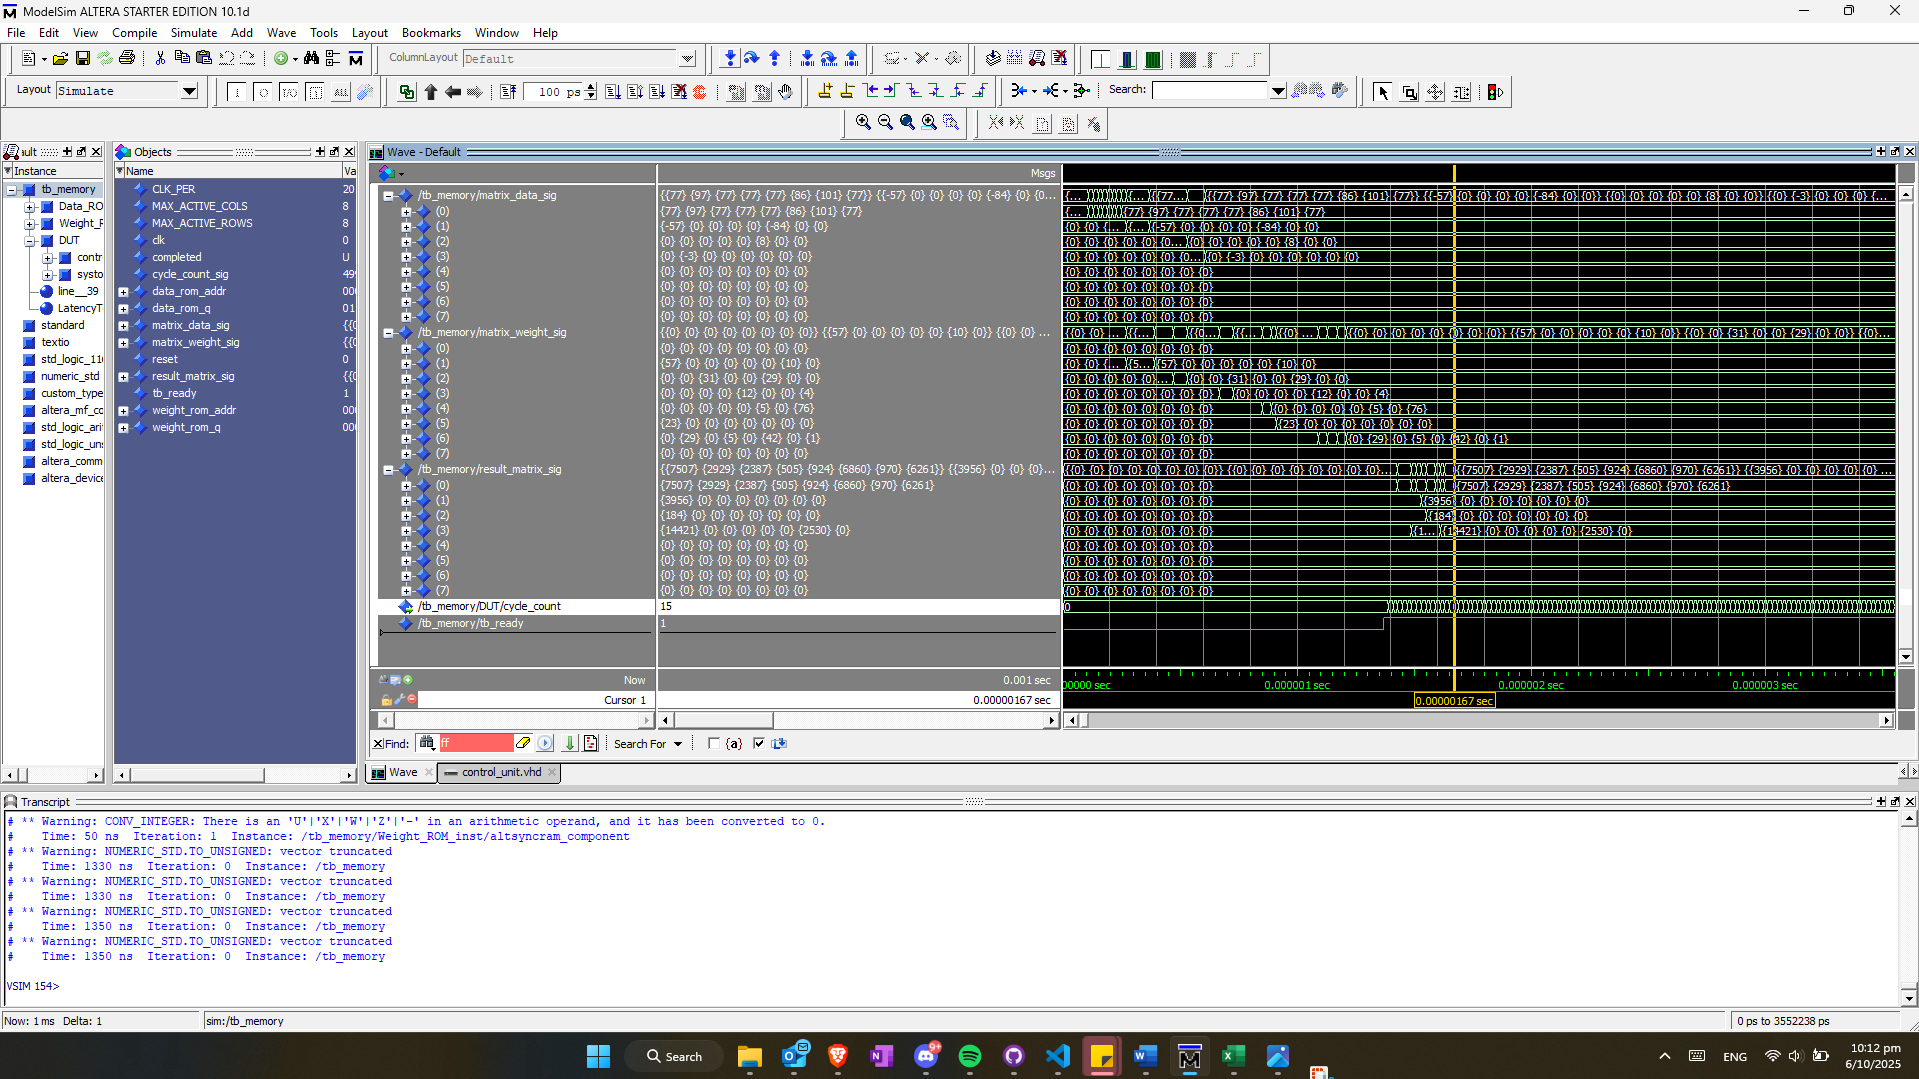 ModelSim ALTERA STARTER EDITION 10.1d
File Edit View Compile Simulate Add Wave Tools Layout Bookmarks Window Help
ColumnLayout Default
Layout Simulate
100 ps
Search:
ault
Instance
tb_memory
Data_RO
Weight_R
DUT
contr
systo
line__39
LatencyT
standard
textio
std_logic_11
numeric_std
custom_type
altera_mf_co
std_logic_ari
std_logic_uns
altera_comm
altera_device
Objects
Name Va
CLK_PER 20
MAX_ACTIVE_COLS 8
MAX_ACTIVE_ROWS 8
clk 0
completed U
cycle_count_sig 499
data_rom_addr 000
data_rom_q 01
matrix_data_sig {{0
matrix_weight_sig {{0
reset 0
result_matrix_sig {{0
tb_ready 1
weight_rom_addr 000
weight_rom_q 000
Wave - Default
Msgs
/tb_memory/matrix_data_sig {{77} {97} {77} {77} {77} {86} {101} {77}} {{-57} {0} {0} {0} {0} {-84} {0} {0...
(0) {77} {97} {77} {77} {77} {86} {101} {77}
(1) {-57} {0} {0} {0} {0} {-84} {0} {0}
(2) {0} {0} {0} {0} {0} {8} {0} {0}
(3) {0} {-3} {0} {0} {0} {0} {0} {0}
(4) {0} {0} {0} {0} {0} {0} {0} {0}
(5) {0} {0} {0} {0} {0} {0} {0} {0}
(6) {0} {0} {0} {0} {0} {0} {0} {0}
(7) {0} {0} {0} {0} {0} {0} {0} {0}
/tb_memory/matrix_weight_sig {{0} {0} {0} {0} {0} {0} {0} {0}} {{57} {0} {0} {0} {0} {0} {10} {0}} {{0} {0} ...
(0) {0} {0} {0} {0} {0} {0} {0} {0}
(1) {57} {0} {0} {0} {0} {0} {10} {0}
(2) {0} {0} {31} {0} {0} {29} {0} {0}
(3) {0} {0} {0} {0} {12} {0} {0} {4}
(4) {0} {0} {0} {0} {0} {5} {0} {76}
(5) {23} {0} {0} {0} {0} {0} {0} {0}
(6) {0} {29} {0} {5} {0} {42} {0} {1}
(7) {0} {0} {0} {0} {0} {0} {0} {0}
/tb_memory/result_matrix_sig {{7507} {2929} {2387} {505} {924} {6860} {970} {6261}} {{3956} {0} {0} {0}...
(0) {7507} {2929} {2387} {505} {924} {6860} {970} {6261}
(1) {3956} {0} {0} {0} {0} {0} {0} {0}
(2) {184} {0} {0} {0} {0} {0} {0} {0}
(3) {14421} {0} {0} {0} {0} {0} {2530} {0}
(4) {0} {0} {0} {0} {0} {0} {0} {0}
(5) {0} {0} {0} {0} {0} {0} {0} {0}
(6) {0} {0} {0} {0} {0} {0} {0} {0}
(7) {0} {0} {0} {0} {0} {0} {0} {0}
/tb_memory/DUT/cycle_count 15
/tb_memory/tb_ready 1
Now 0.001 sec
Cursor 1 0.00000167 sec
00000 sec 0.000001 sec 0.000002 sec 0.000003 sec
0.00000167 sec
Find: ff Search For {a}
Wave control_unit.vhd
Transcript
# ** Warning: CONV_INTEGER: There is an 'U'|'X'|'W'|'Z'|'-' in an arithmetic operand, and it has been converted to 0.
# Time: 50 ns Iteration: 1 Instance: /tb_memory/Weight_ROM_inst/altsyncram_component
# ** Warning: NUMERIC_STD.TO_UNSIGNED: vector truncated
# Time: 1330 ns Iteration: 0 Instance: /tb_memory
# ** Warning: NUMERIC_STD.TO_UNSIGNED: vector truncated
# Time: 1330 ns Iteration: 0 Instance: /tb_memory
# ** Warning: NUMERIC_STD.TO_UNSIGNED: vector truncated
# Time: 1350 ns Iteration: 0 Instance: /tb_memory
# ** Warning: NUMERIC_STD.TO_UNSIGNED: vector truncated
# Time: 1350 ns Iteration: 0 Instance: /tb_memory
VSIM 154>
Now: 1 ms Delta: 1 sim:/tb_memory 0 ps to 3552238 ps
Search
ENG
10:12 pm
6/10/2025